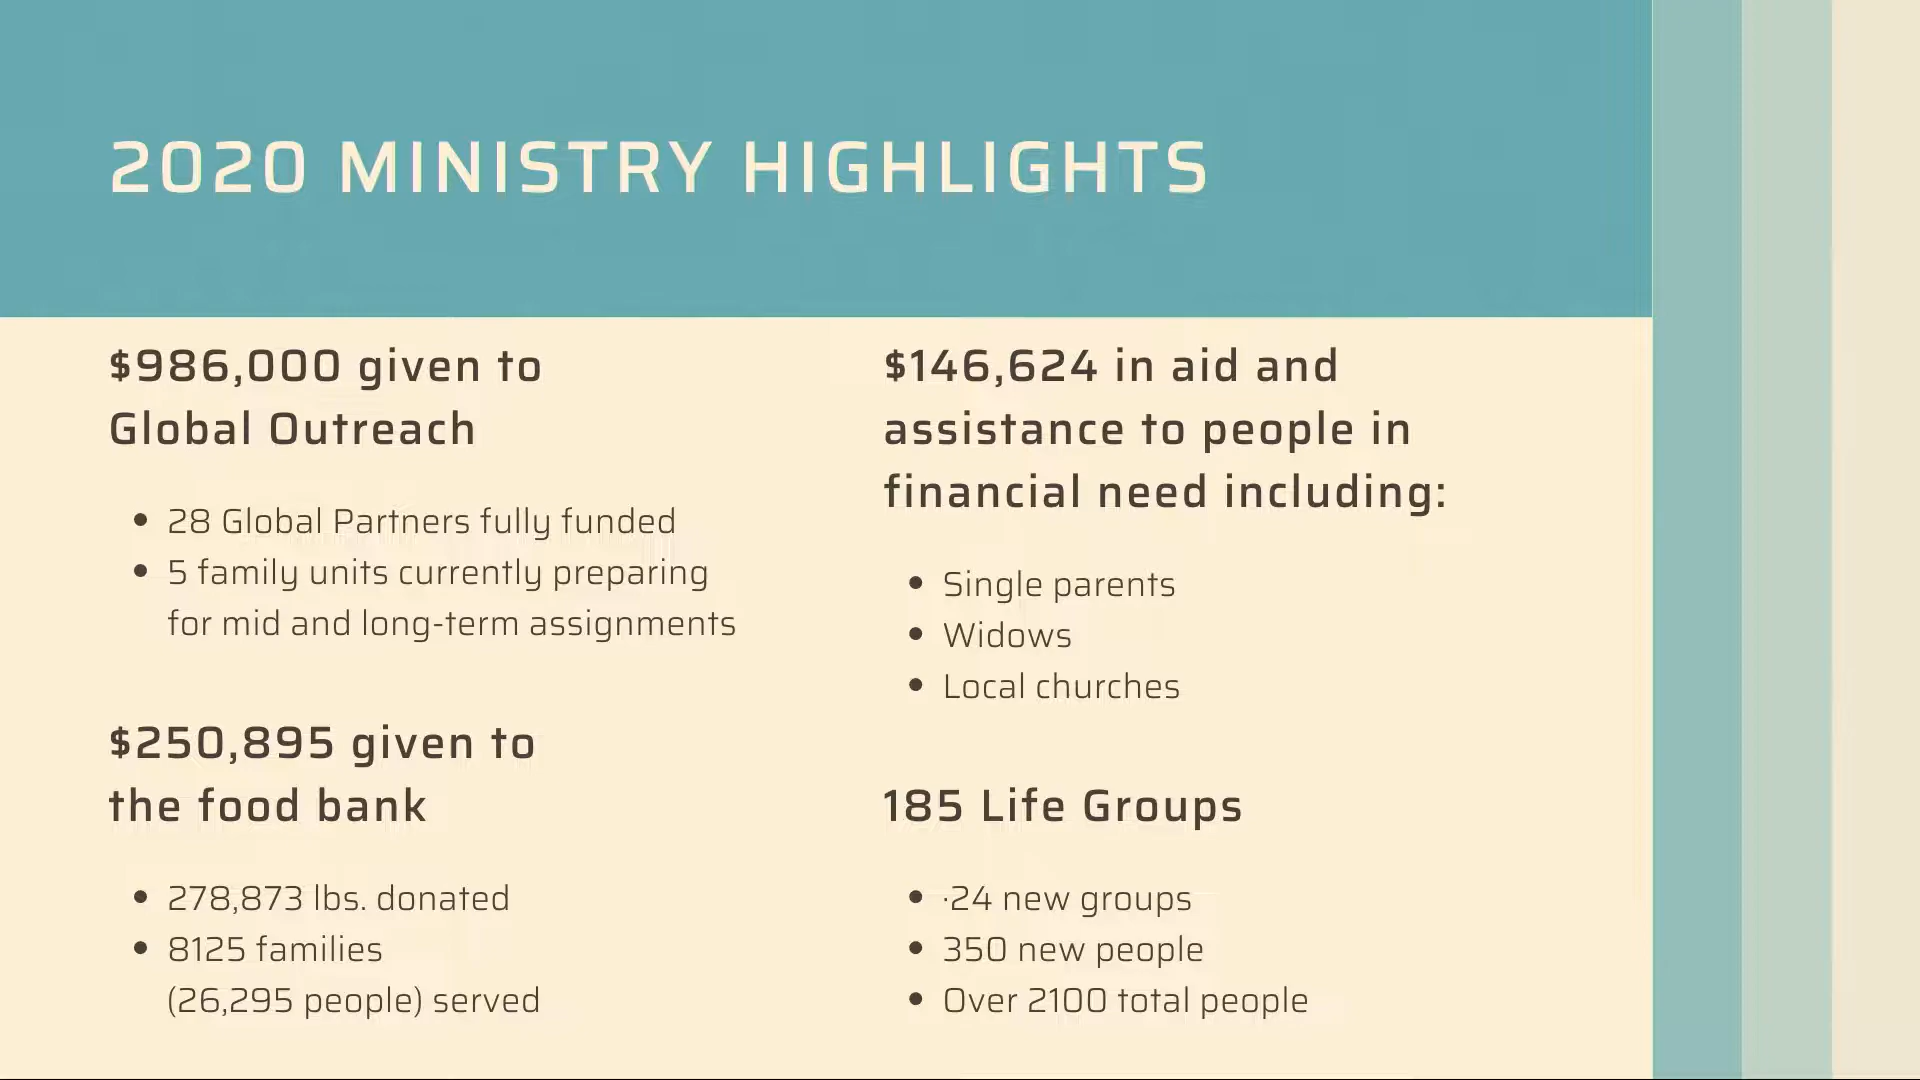 2020 MINISTRY HIGHLIGHTS
$986,000 given to
Global Outreach
• 28 Global Partners fully funded
• 5 family units currently preparing
for mid and long-term assignments
$250,895 given to
the food bank
• 278,873 lbs. donated
• 8125 families
(26,295 people) served
$146,624 in aid and
assistance to people in
financial need including:
• Single parents
• Widows
• Local churches
185 Life Groups
• ·24 new groups
• 350 new people
• Over 2100 total people